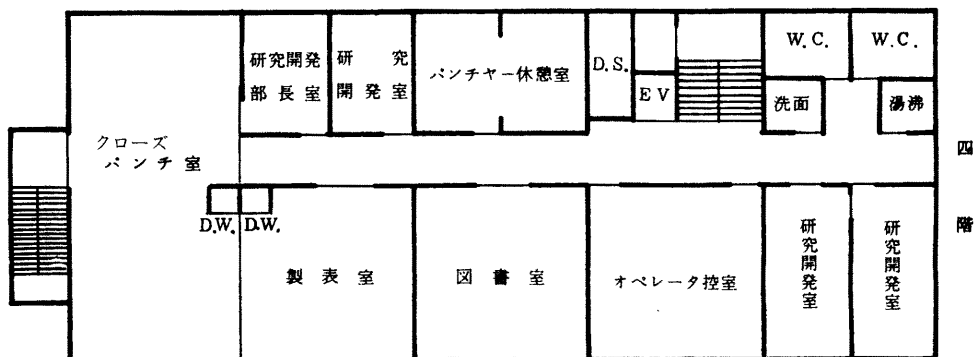 研究開発
部長室
研究
開発室
パンチャー休憩室
D.S.
EV
W.C.
W.C.
洗面
湯沸
クローズ
パンチ室
D.W.
D.W.
製表室
図書室
オペレータ控室
研究開発室
研究開発室
四階